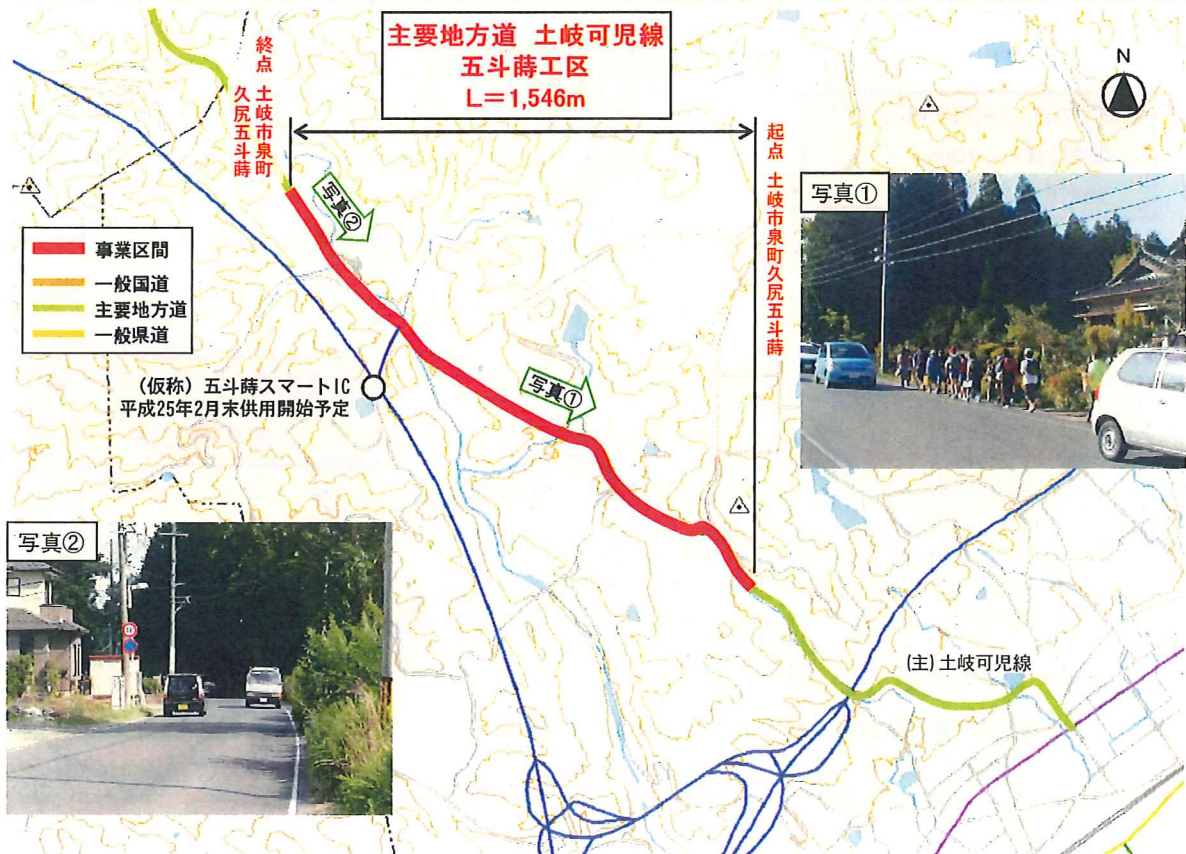 主要地方道 土岐可児線
五斗蒔工区
L=1,546m
終点 土岐市泉町
久尻五斗蒔
起点 土岐市泉町久尻五斗蒔
N
写真①
写真②
事業区間
一般国道
主要地方道
一般県道
(仮称) 五斗蒔スマートIC
平成25年2月末供用開始予定
写真①
写真②
(主)土岐可児線